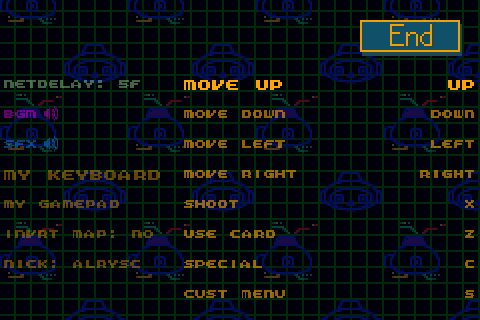 End
NETDELAY: 5F MOVE UP UP
BGM MOVE DOWN DOWN
SFX MOVE LEFT LEFT
MY KEYBOARD MOVE RIGHT RIGHT
MY GAMEPAD SHOOT X
INVRT MAP: NO USE CARD Z
NICK: ALRYSC SPECIAL C
CUST MENU S